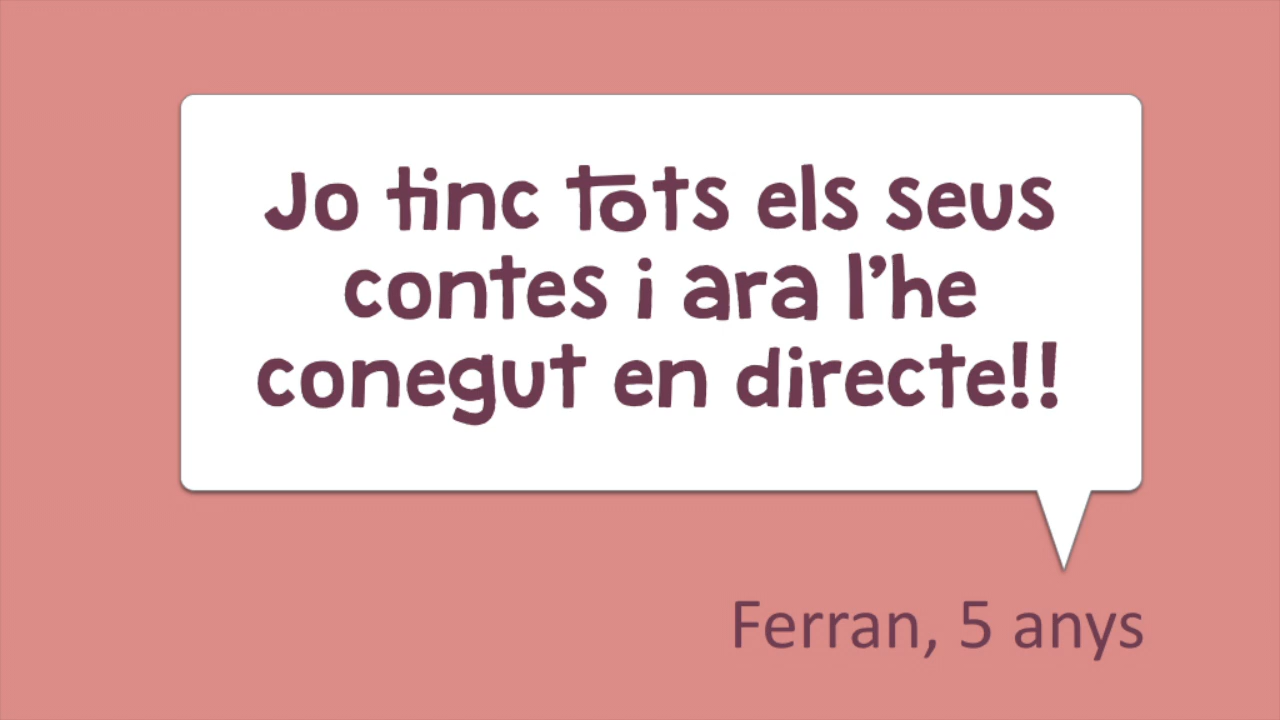 Jo tinc tots els seus
contes i ara l’he
conegut en directe!!
Ferran, 5 anys